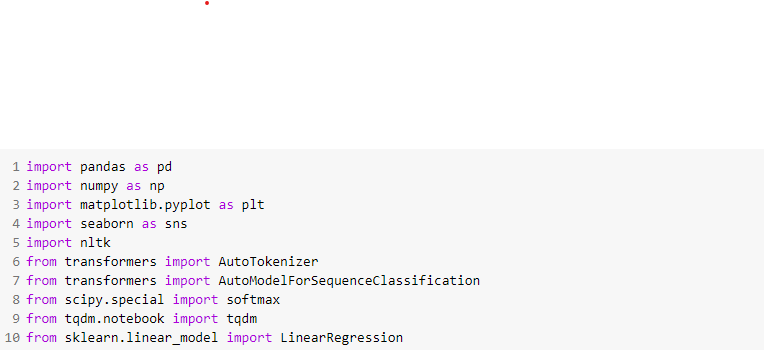 1 import pandas as pd
2 import numpy as np
3 import matplotlib.pyplot as plt
4 import seaborn as sns
5 import nltk
6 from transformers import AutoTokenizer
7 from transformers import AutoModelForSequenceClassification
8 from scipy.special import softmax
9 from tqdm.notebook import tqdm
10 from sklearn.linear_model import LinearRegression